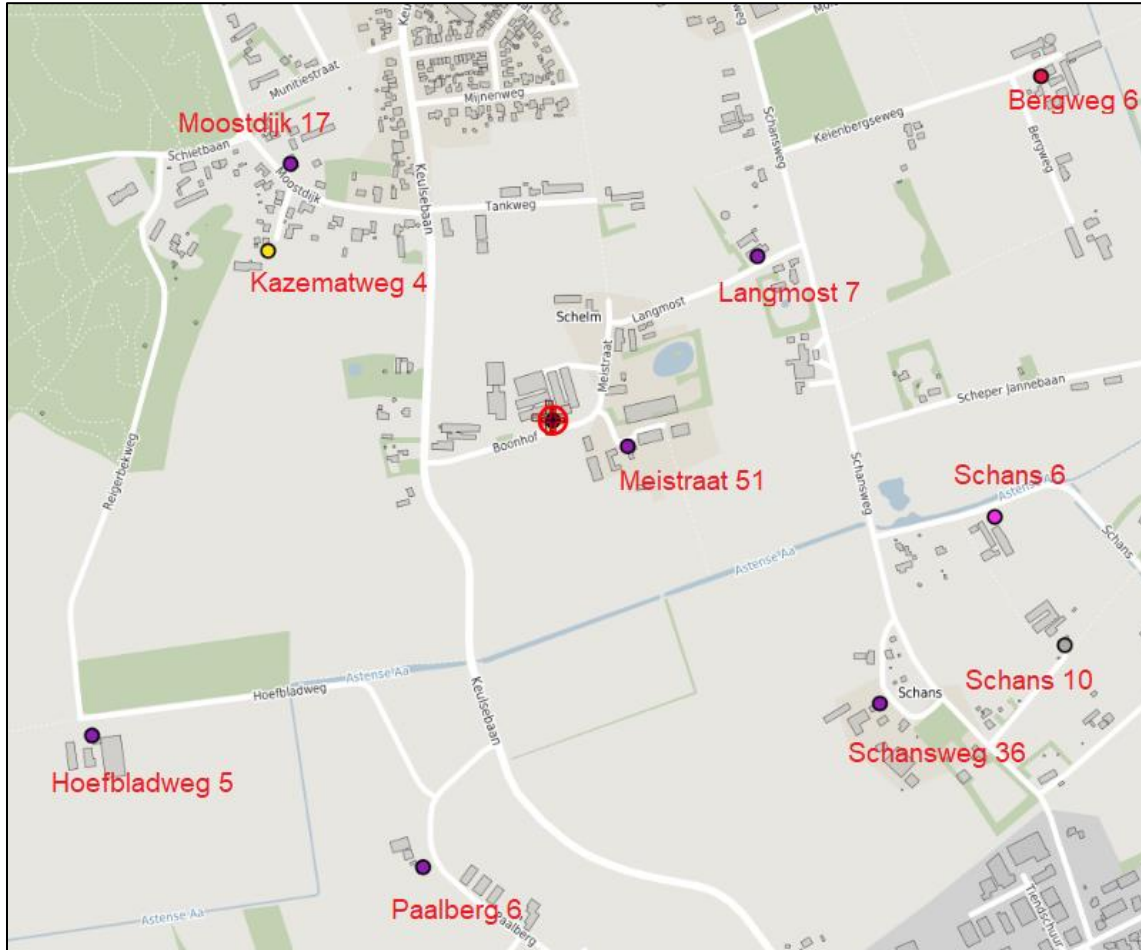 Munitiestraat
Mijnenweg
Moostdijk 17
Bergweg 6
Schietbaan
Moostdijk
Keulsebaan
Schansweg
Keienbergseweg
Bergweg
Tankweg
Kazematweg 4
Langmost 7
Langmost
Schelm
Meistraat
Scheper Jannebaan
Boonhof
Meistraat 51
Schans 6
Reigerbekweg
Schansweg
Astense Aa
Schans
Astense Aa
Astense Aa
Hoefbladweg
Keulsebaan
Schans 10
Schans
Schansweg 36
Hoefbladweg 5
Paalberg 6
Paalberg
Astense Aa